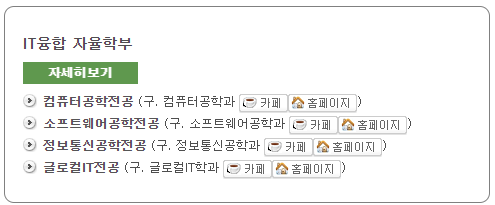 IT융합 자율학부
자세히보기
컴퓨터공학전공 (구. 컴퓨터공학과 카페 홈페이지)
소프트웨어공학전공 (구. 소프트웨어공학과 카페 홈페이지)
정보통신공학전공 (구. 정보통신공학과 카페 홈페이지)
글로컬IT전공 (구. 글로컬IT학과 카페 홈페이지)